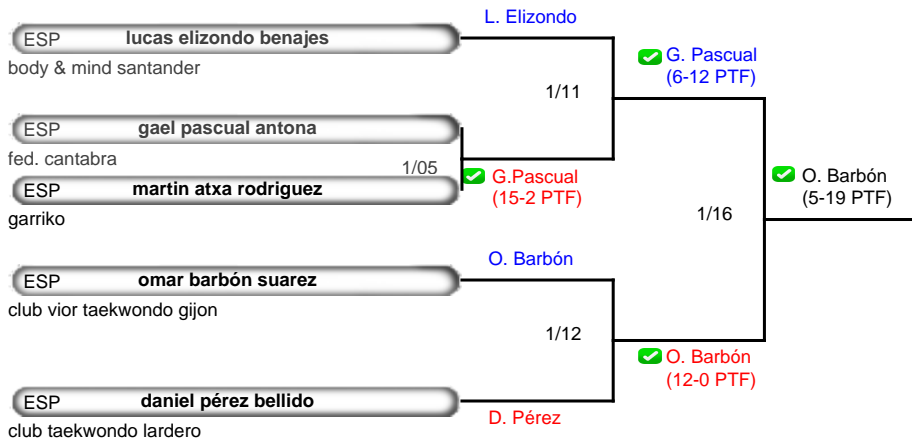 L. Elizondo
ESP lucas elizondo benajes
body & mind santander
G. Pascual
(6-12 PTF)
1/11
ESP gael pascual antona
fed. cantabra
1/05
G.Pascual
(15-2 PTF)
ESP martin atxa rodriguez
garriko
O. Barbón
(5-19 PTF)
1/16
O. Barbón
ESP omar barbón suarez
club vior taekwondo gijon
1/12
O. Barbón
(12-0 PTF)
ESP daniel pérez bellido
D. Pérez
club taekwondo lardero